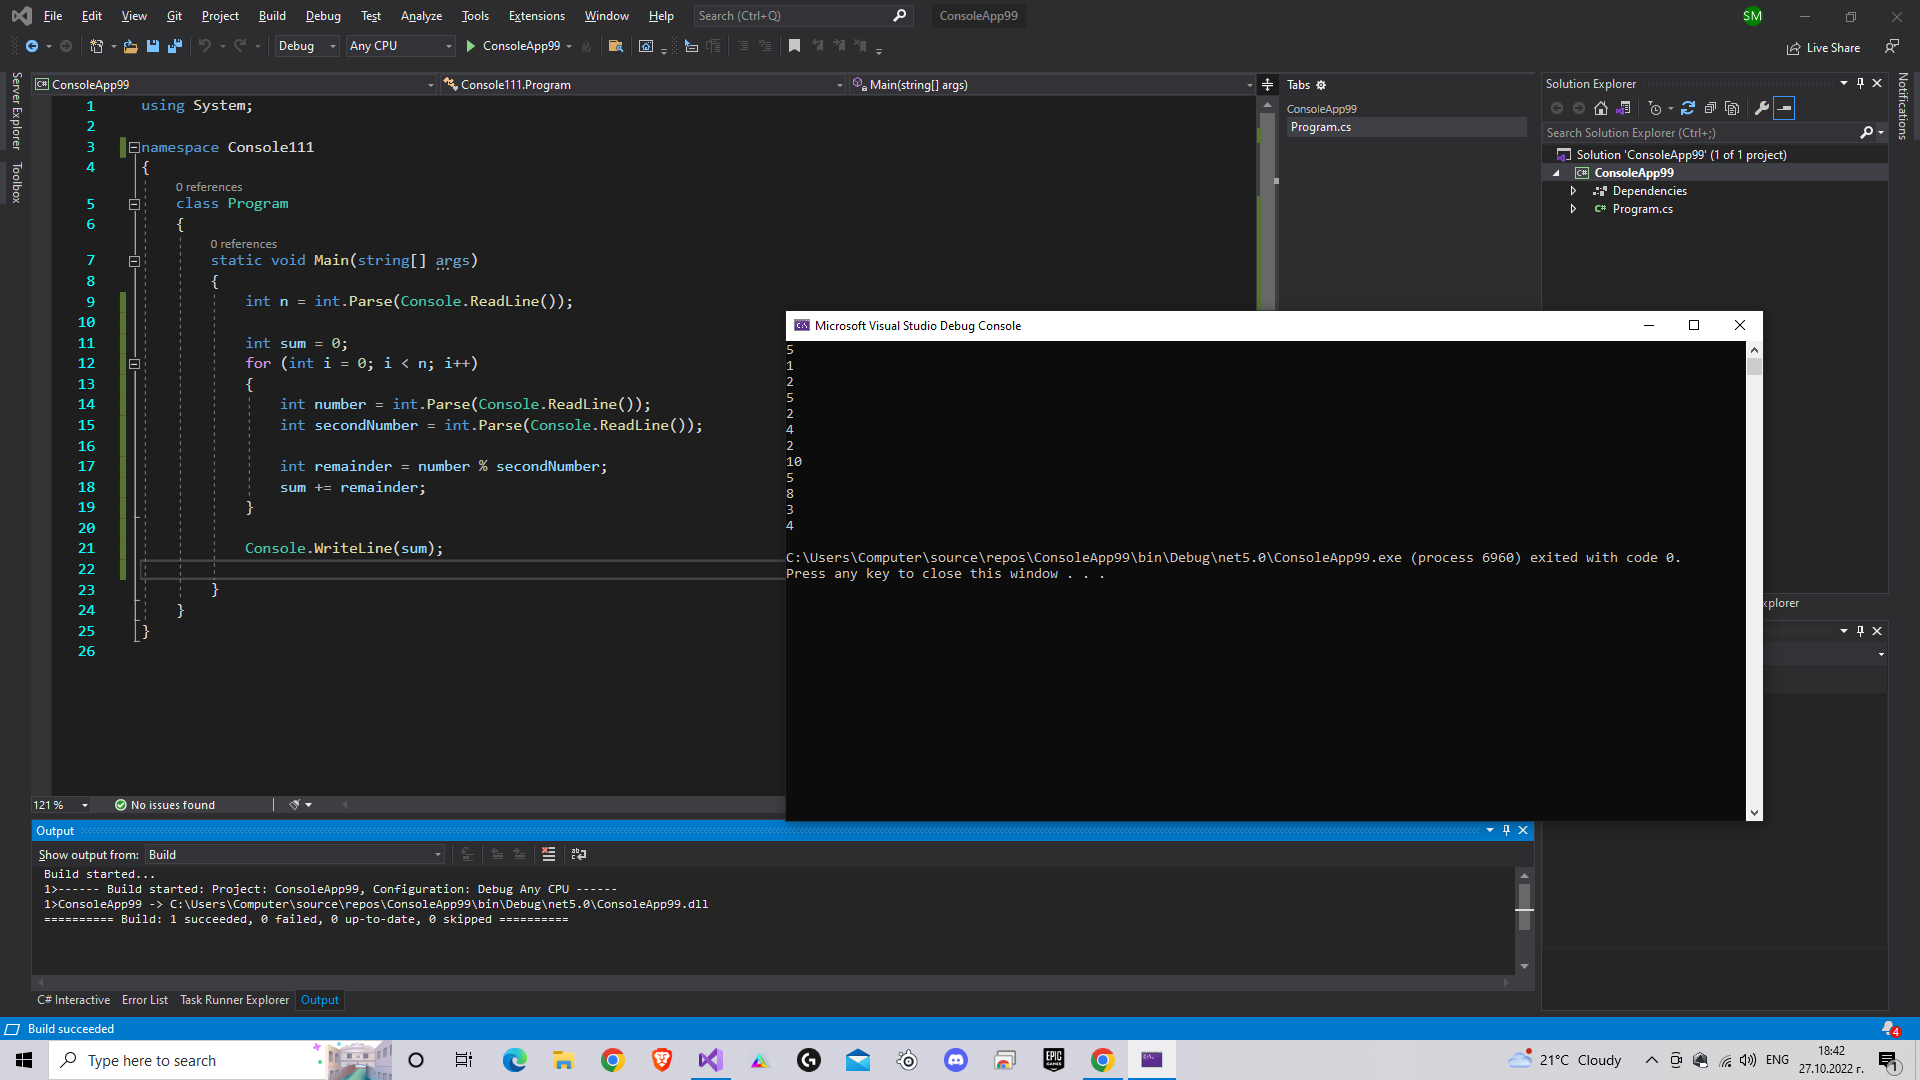 File Edit View Git Project Build Debug Test Analyze Tools Extensions Window Help Search (Ctrl+Q) ConsoleApp99 SM
Debug Any CPU ConsoleApp99 Live Share
Server Explorer
Toolbox
ConsoleApp99 Console111.Program Main(string[] args)
1 using System;
2
3 namespace Console111
4 {
0 references
5 class Program
6 {
0 references
7 static void Main(string[] args)
8 {
9 int n = int.Parse(Console.ReadLine());
10
11 int sum = 0;
12 for (int i = 0; i < n; i++)
13 {
14 int number = int.Parse(Console.ReadLine());
15 int secondNumber = int.Parse(Console.ReadLine());
16
17 int remainder = number % secondNumber;
18 sum += remainder;
19 }
20
21 Console.WriteLine(sum);
22
23 }
24 }
25 }
26
121 % No issues found
Tabs
ConsoleApp99
Program.cs
Solution Explorer
Search Solution Explorer (Ctrl+;)
Solution 'ConsoleApp99' (1 of 1 project)
C# ConsoleApp99
Dependencies
C# Program.cs
Notifications
xplorer
Microsoft Visual Studio Debug Console
5
1
2
5
2
4
2
10
5
8
3
4
C:\Users\Computer\source\repos\ConsoleApp99\bin\Debug\net5.0\ConsoleApp99.exe (process 6960) exited with code 0.
Press any key to close this window . . .
Output
Show output from: Build
Build started...
1>------ Build started: Project: ConsoleApp99, Configuration: Debug Any CPU ------
1>ConsoleApp99 -> C:\Users\Computer\source\repos\ConsoleApp99\bin\Debug\net5.0\ConsoleApp99.dll
========== Build: 1 succeeded, 0 failed, 0 up-to-date, 0 skipped ==========
C# Interactive Error List Task Runner Explorer Output
Build succeeded 4
Type here to search EPIC GAMES 21°C Cloudy ENG 18:42
27.10.2022 г. 1